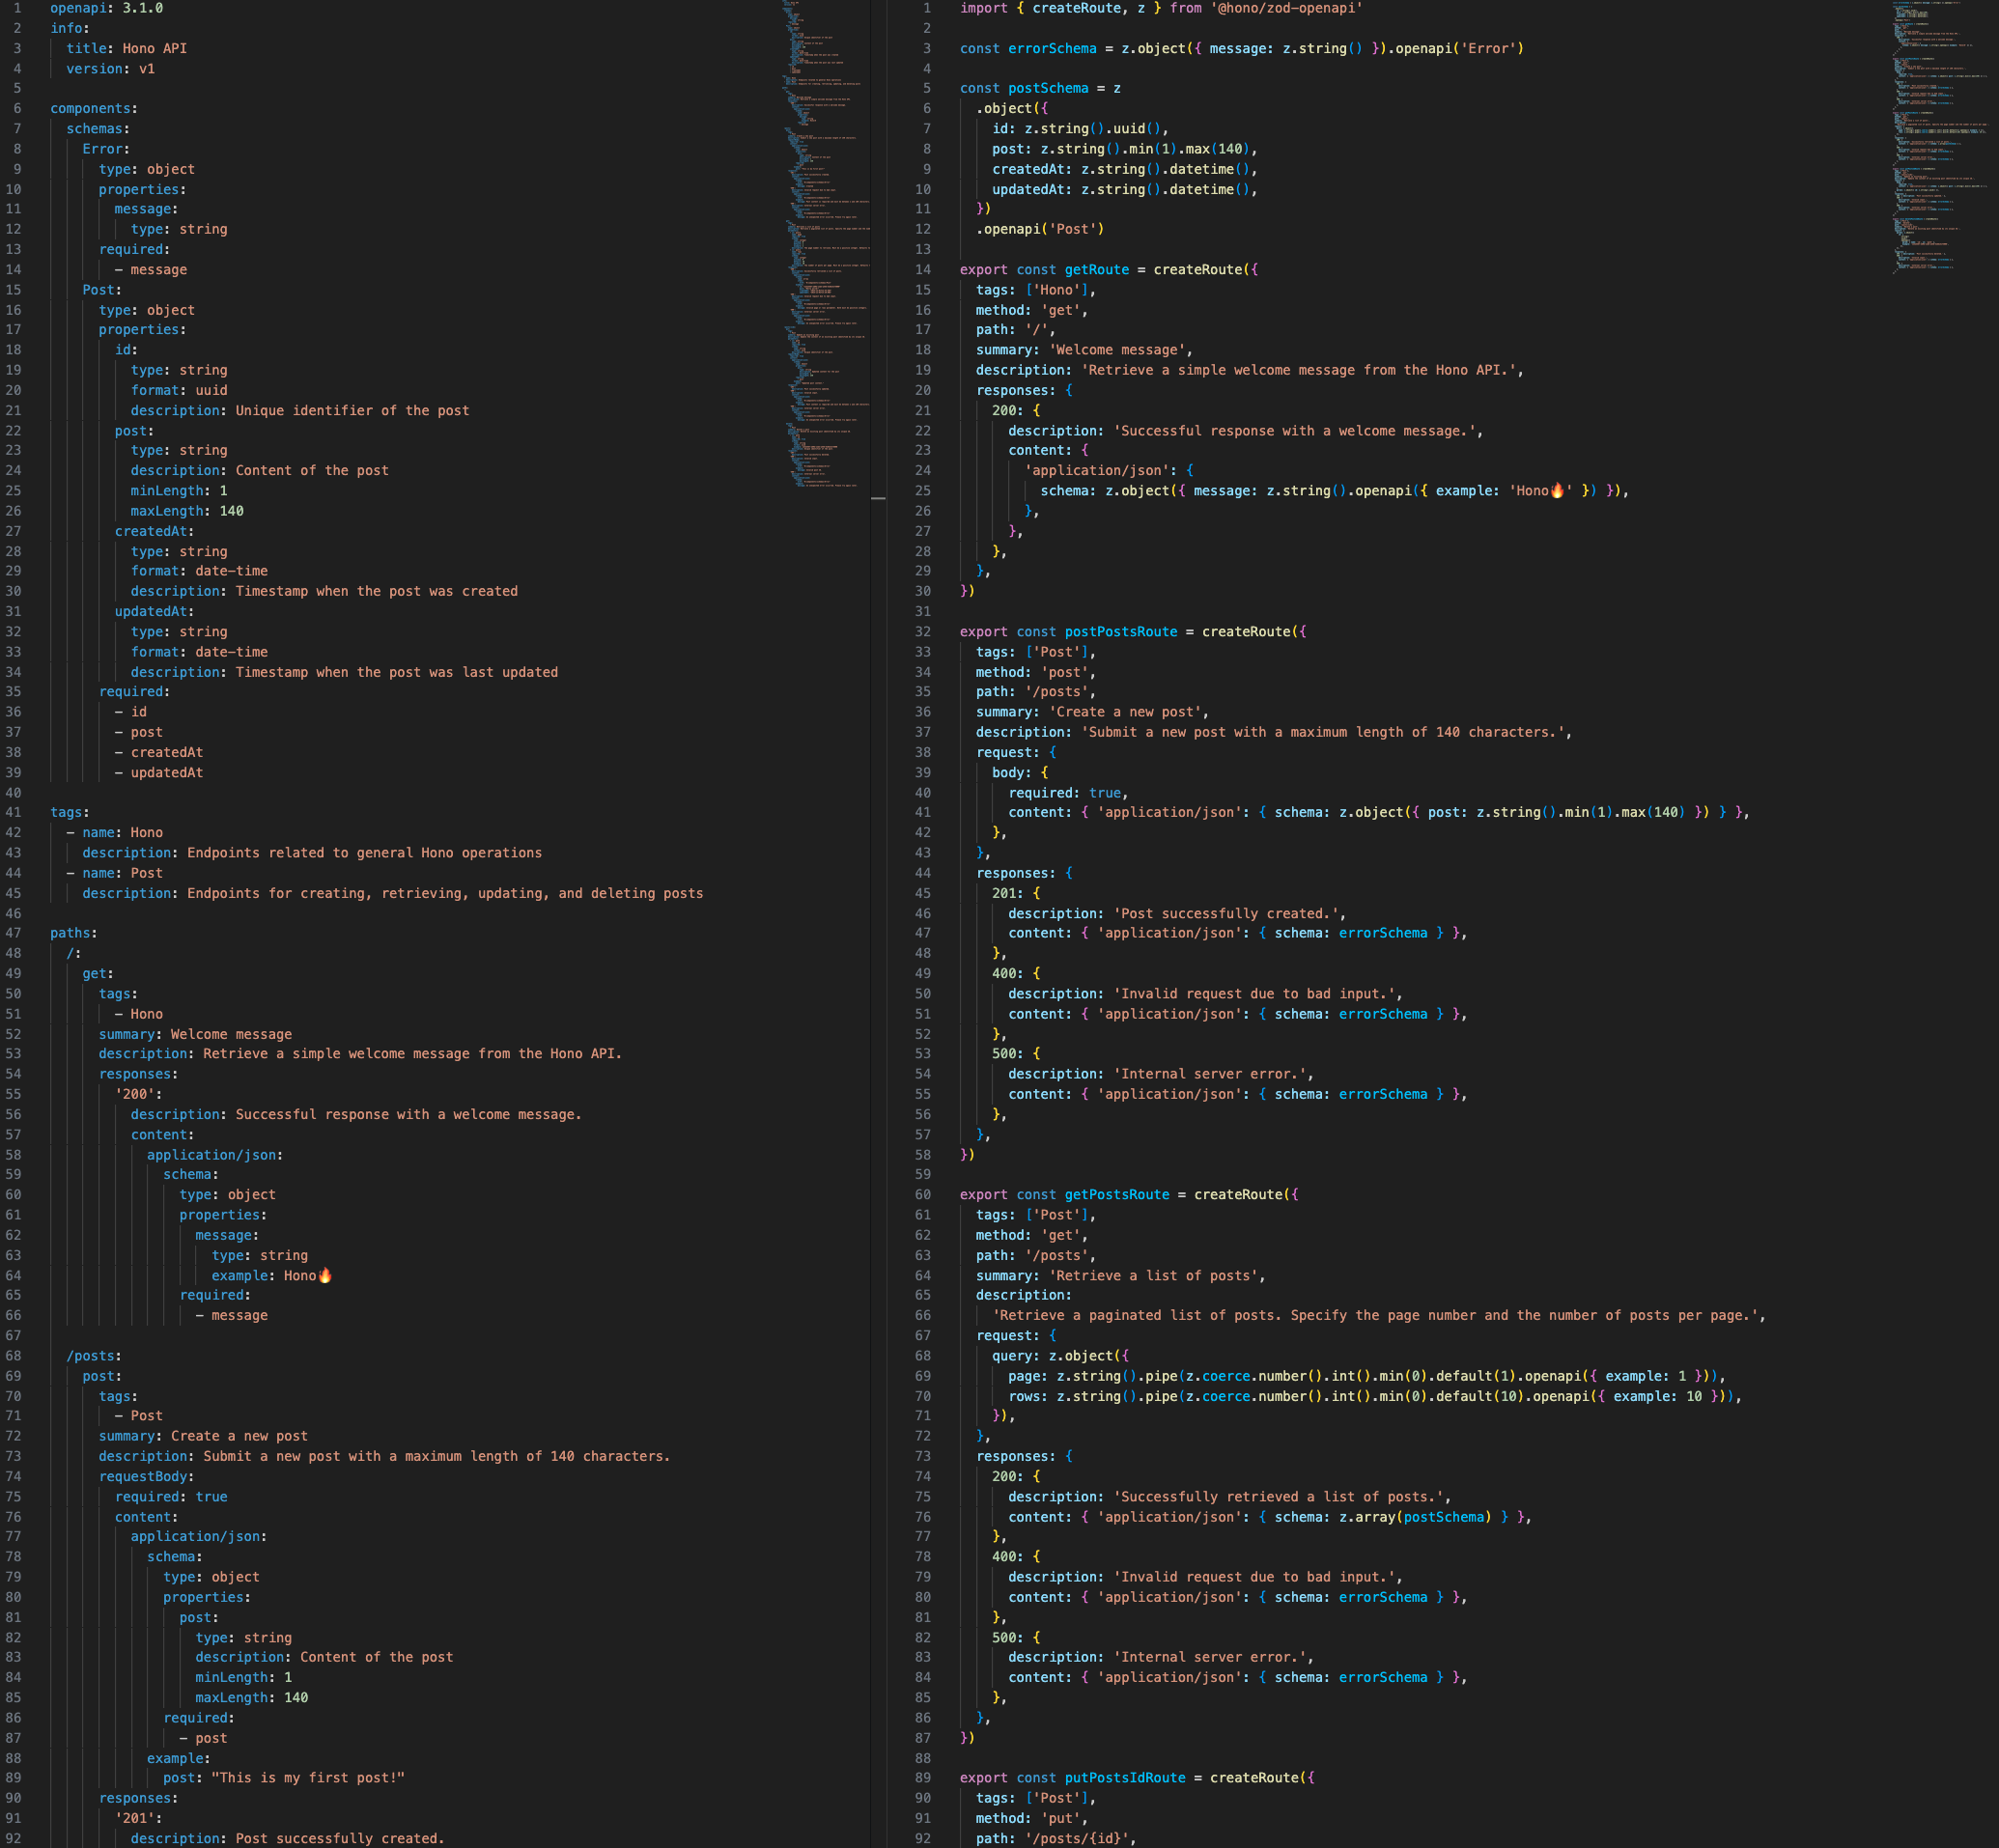 1 openapi: 3.1.0
2 info:
3 title: Hono API
4 version: v1
5
6 components:
7 schemas:
8 Error:
9 type: object
10 properties:
11 message:
12 type: string
13 required:
14 - message
15 Post:
16 type: object
17 properties:
18 id:
19 type: string
20 format: uuid
21 description: Unique identifier of the post
22 post:
23 type: string
24 description: Content of the post
25 minLength: 1
26 maxLength: 140
27 createdAt:
28 type: string
29 format: date-time
30 description: Timestamp when the post was created
31 updatedAt:
32 type: string
33 format: date-time
34 description: Timestamp when the post was last updated
35 required:
36 - id
37 - post
38 - createdAt
39 - updatedAt
40
41 tags:
42 - name: Hono
43 description: Endpoints related to general Hono operations
44 - name: Post
45 description: Endpoints for creating, retrieving, updating, and deleting posts
46
47 paths:
48 /:
49 get:
50 tags:
51 - Hono
52 summary: Welcome message
53 description: Retrieve a simple welcome message from the Hono API.
54 responses:
55 '200':
56 description: Successful response with a welcome message.
57 content:
58 application/json:
59 schema:
60 type: object
61 properties:
62 message:
63 type: string
64 example: Hono🔥
65 required:
66 - message
67
68 /posts:
69 post:
70 tags:
71 - Post
72 summary: Create a new post
73 description: Submit a new post with a maximum length of 140 characters.
74 requestBody:
75 required: true
76 content:
77 application/json:
78 schema:
79 type: object
80 properties:
81 post:
82 type: string
83 description: Content of the post
84 minLength: 1
85 maxLength: 140
86 required:
87 - post
88 example:
89 post: "This is my first post!"
90 responses:
91 '201':
92 description: Post successfully created.
1 import { createRoute, z } from '@hono/zod-openapi'
2
3 const errorSchema = z.object({ message: z.string() }).openapi('Error')
4
5 const postSchema = z
6 .object({
7 id: z.string().uuid(),
8 post: z.string().min(1).max(140),
9 createdAt: z.string().datetime(),
10 updatedAt: z.string().datetime(),
11 })
12 .openapi('Post')
13
14 export const getRoute = createRoute({
15 tags: ['Hono'],
16 method: 'get',
17 path: '/',
18 summary: 'Welcome message',
19 description: 'Retrieve a simple welcome message from the Hono API.',
20 responses: {
21 200: {
22 description: 'Successful response with a welcome message.',
23 content: {
24 'application/json': {
25 schema: z.object({ message: z.string().openapi({ example: 'Hono🔥' }) }),
26 },
27 },
28 },
29 },
30 })
31
32 export const postPostsRoute = createRoute({
33 tags: ['Post'],
34 method: 'post',
35 path: '/posts',
36 summary: 'Create a new post',
37 description: 'Submit a new post with a maximum length of 140 characters.',
38 request: {
39 body: {
40 required: true,
41 content: { 'application/json': { schema: z.object({ post: z.string().min(1).max(140) }) } },
42 },
43 },
44 responses: {
45 201: {
46 description: 'Post successfully created.',
47 content: { 'application/json': { schema: errorSchema } },
48 },
49 400: {
50 description: 'Invalid request due to bad input.',
51 content: { 'application/json': { schema: errorSchema } },
52 },
53 500: {
54 description: 'Internal server error.',
55 content: { 'application/json': { schema: errorSchema } },
56 },
57 },
58 })
59
60 export const getPostsRoute = createRoute({
61 tags: ['Post'],
62 method: 'get',
63 path: '/posts',
64 summary: 'Retrieve a list of posts',
65 description:
66 'Retrieve a paginated list of posts. Specify the page number and the number of posts per page.',
67 request: {
68 query: z.object({
69 page: z.string().pipe(z.coerce.number().int().min(0).default(1).openapi({ example: 1 })),
70 rows: z.string().pipe(z.coerce.number().int().min(0).default(10).openapi({ example: 10 })),
71 }),
72 },
73 responses: {
74 200: {
75 description: 'Successfully retrieved a list of posts.',
76 content: { 'application/json': { schema: z.array(postSchema) } },
77 },
78 400: {
79 description: 'Invalid request due to bad input.',
80 content: { 'application/json': { schema: errorSchema } },
81 },
82 500: {
83 description: 'Internal server error.',
84 content: { 'application/json': { schema: errorSchema } },
85 },
86 },
87 })
88
89 export const putPostsIdRoute = createRoute({
90 tags: ['Post'],
91 method: 'put',
92 path: '/posts/{id}',